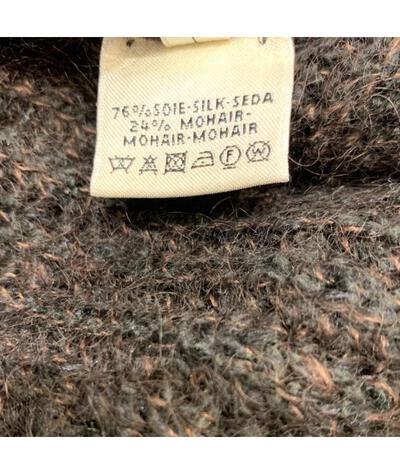 76% SOIE-SILK-SEDA
24% MOHAIR-
MOHAIR-MOHAIR
F W